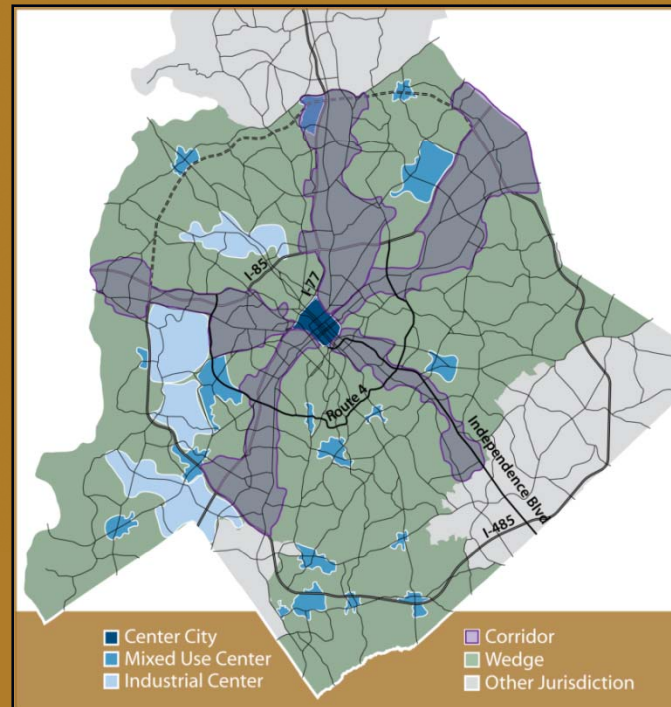 I-85
I-77
Route 4
Independence Blvd
I-485
Center City
Mixed Use Center
Industrial Center
Corridor
Wedge
Other Jurisdiction